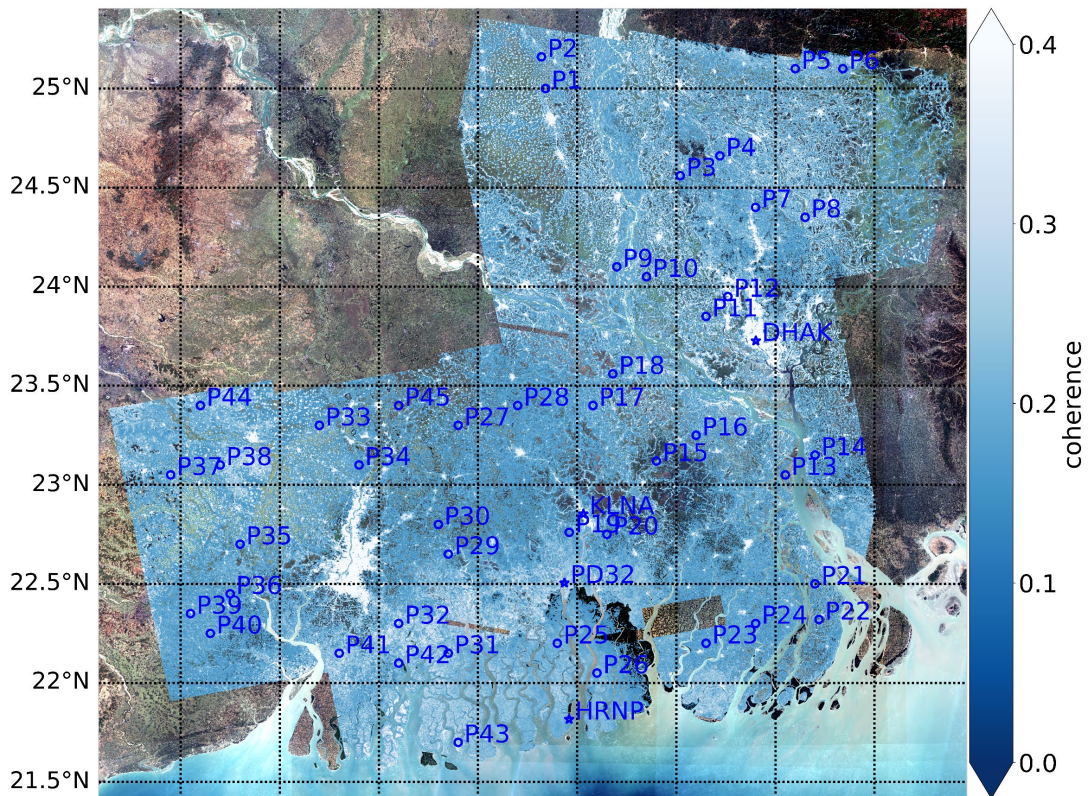 P2
P1
P5 P6
25°N
P4
P3
24.5°N
P7
P8
P9
P10
24°N
P12
P11
DHAK
23.5°N
P18
P44
P33
P45
P27
P28
P17
P16
P15
P14
P37
P38
P34
P13
23°N
P35
P30
P29
KLNA
P19
P20
PD32
22.5°N
P36
P39
P40
P21
P22
P24
P23
P32
P31
P25
P41
P42
P26
22°N
HRNP
P43
21.5°N
0.4
0.3
0.2
0.1
0.0
coherence